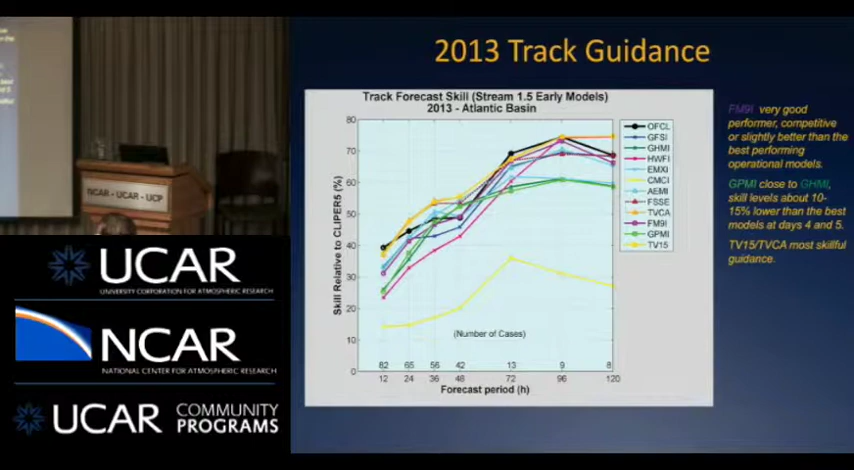 2013 Track Guidance
Track Forecast Skill (Stream 1.5 Early Models)
2013 - Atlantic Basin
Skill Relative to CLIPER5 (%)
80
70
60
50
40
30
20
10
0
(Number of Cases)
82 65 56 42 13 9 8
12 24 36 48 72 96 120
Forecast period (h)
OFCL
GFSI
GHMI
HWFI
EMXI
CMCI
AEMI
FSSE
TVCA
FM9I
GPMI
TV15
FM9I very good
performer, competitive
or slightly better than the
best performing
operational models.
GPMI close to GHMI,
skill levels about 10-
15% lower than the best
models at days 4 and 5.
TV15/TVCA most skillful
guidance.
NCAR - UCAR - UCP
UCAR
UNIVERSITY CORPORATION FOR ATMOSPHERIC RESEARCH
NCAR
NATIONAL CENTER FOR ATMOSPHERIC RESEARCH
UCAR COMMUNITY
PROGRAMS